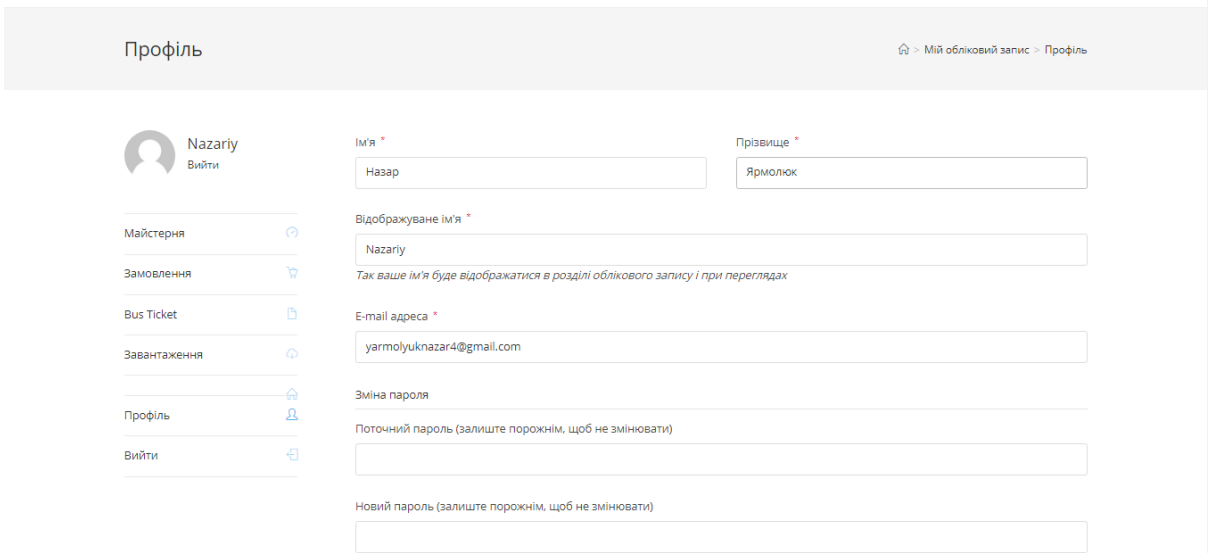 Профіль
> Мій обліковий запис > Профіль
Nazariy
Вийти
Майстерня
Замовлення
Bus Ticket
Завантаження
Профіль
Вийти
Ім'я *
Прізвище *
Назар
Ярмолюк
Відображуване ім'я *
Nazariy
Так ваше ім'я буде відображатися в розділі облікового запису і при переглядах
E-mail адреса *
yarmolyuknazar4@gmail.com
Зміна пароля
Поточний пароль (залиште порожнім, щоб не змінювати)
Новий пароль (залиште порожнім, щоб не змінювати)